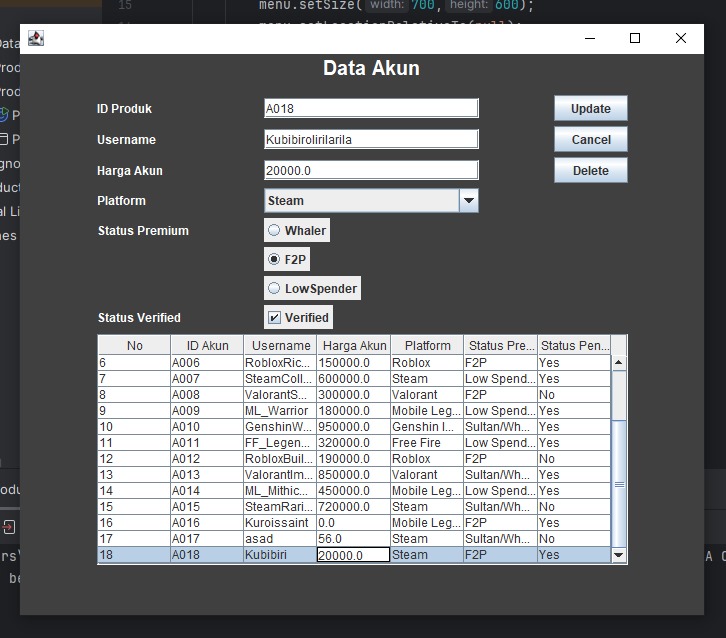 15 menu.setSize( width: 700, height: 600);
menu.setLocationRelativeTo(null);
Data Akun
ID Produk A018 Update
Username Kubibirolirilarila Cancel
Harga Akun 20000.0 Delete
Platform Steam
Status Premium Whaler
F2P
LowSpender
Status Verified Verified
No ID Akun Username Harga Akun Platform Status Pre... Status Pen...
6 A006 RobloxRic... 150000.0 Roblox F2P Yes
7 A007 SteamColl... 600000.0 Steam Low Spend... Yes
8 A008 ValorantS... 300000.0 Valorant F2P No
9 A009 ML_Warrior 180000.0 Mobile Leg... Low Spend... Yes
10 A010 GenshinW... 950000.0 Genshin I... Sultan/Wh... Yes
11 A011 FF_Legen... 320000.0 Free Fire Low Spend... Yes
12 A012 RobloxBuil... 190000.0 Roblox F2P No
13 A013 ValorantIm... 850000.0 Valorant Sultan/Wh... Yes
14 A014 ML_Mithic... 450000.0 Mobile Leg... Low Spend... Yes
15 A015 SteamRari... 720000.0 Steam Sultan/Wh... No
16 A016 Kuroissaint 0.0 Mobile Leg... F2P Yes
17 A017 asad 56.0 Steam Sultan/Wh... No
18 A018 Kubibiri 20000.0 Steam F2P Yes